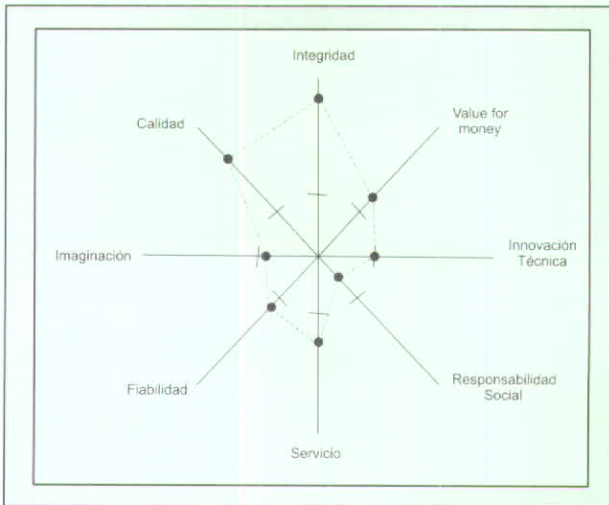 Integridad
Calidad
Value for
money
Imaginación
Innovación
Técnica
Fiabilidad
Responsabilidad
Social
Servicio